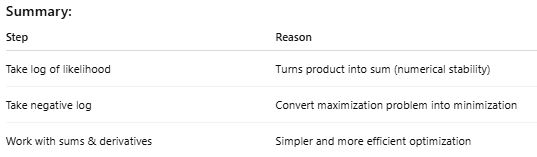 Summary:
Step Reason
Take log of likelihood Turns product into sum (numerical stability)
Take negative log Convert maximization problem into minimization
Work with sums & derivatives Simpler and more efficient optimization